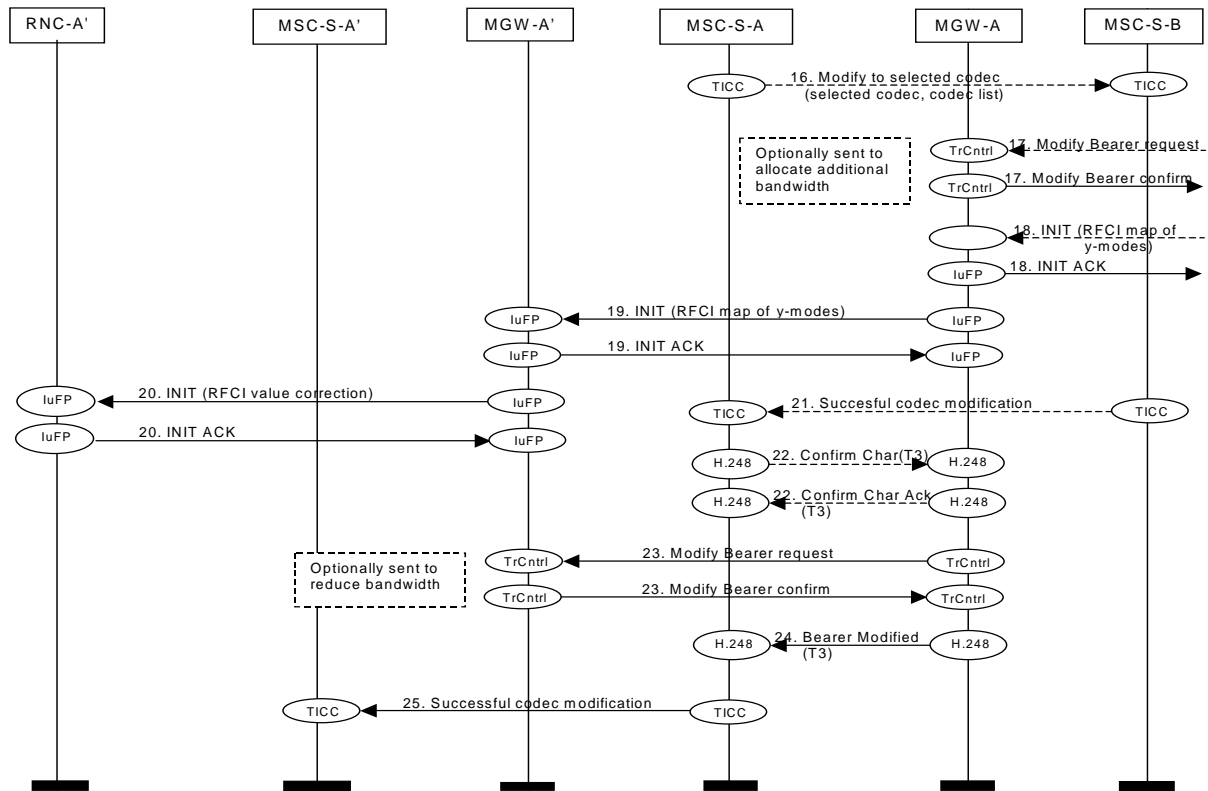 RNC-A'
MSC-S-A’
MGW-A’
MSC-S-A
MGW-A
MSC-S-B
TICC
16. Modify to selected codec
(selected codec, codec list)
TICC
Optionally sent to
allocate additional
bandwidth
TrCntrl
17. Modify Bearer request
TrCntrl
17. Modify Bearer confirm
18. INIT (RFCI map of
y-modes)
IuFP
18. INIT ACK
IuFP
19. INIT (RFCI map of y-modes)
IuFP
IuFP
19. INIT ACK
IuFP
IuFP
20. INIT (RFCI value correction)
IuFP
TICC
21. Succesful codec modification
TICC
IuFP
20. INIT ACK
IuFP
H.248
22. Confirm Char(T3)
H.248
H.248
22. Confirm Char Ack
(T3)
H.248
Optionally sent to
reduce bandwidth
TrCntrl
23. Modify Bearer request
TrCntrl
TrCntrl
23. Modify Bearer confirm
TrCntrl
H.248
24. Bearer Modified
(T3)
H.248
TICC
25. Successful codec modification
TICC